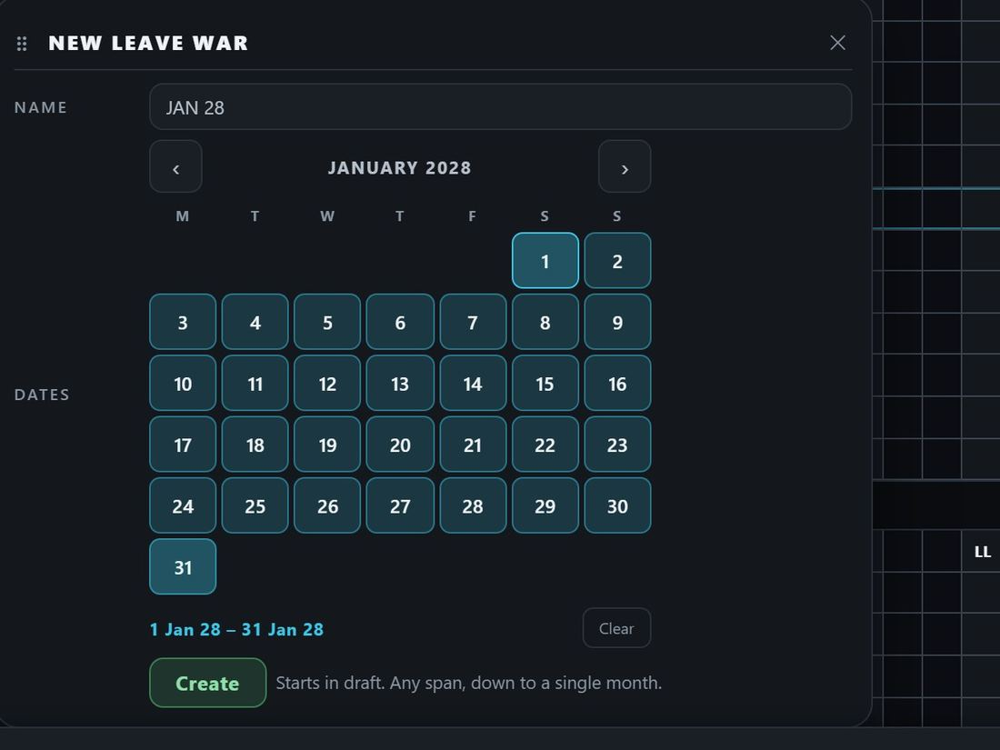 NEW LEAVE WAR
NAME
JAN 28
‹ JANUARY 2028 ›
M T W T F S S
1 2
3 4 5 6 7 8 9
10 11 12 13 14 15 16
DATES
17 18 19 20 21 22 23
24 25 26 27 28 29 30
31
LL
1 Jan 28 – 31 Jan 28
Clear
Create
Starts in draft. Any span, down to a single month.